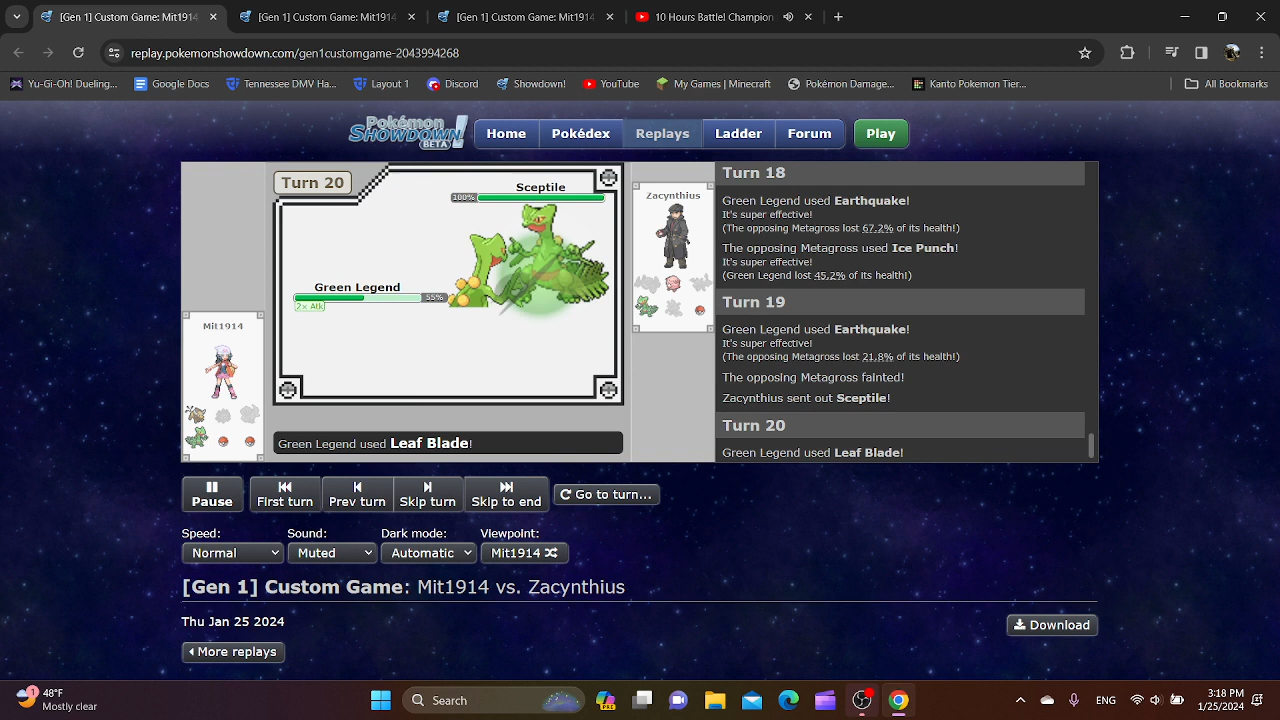 [Gen 1] Custom Game: Mit1914
[Gen 1] Custom Game: Mit1914
[Gen 1] Custom Game: Mit1914
10 Hours Battle! Champion
replay.pokemonshowdown.com/gen1customgame-2043994268
Yu-Gi-Oh! Dueling...
Google Docs
Tennessee DMV Ha...
Layout 1
Discord
Showdown!
YouTube
My Games | Minecraft
Pokémon Damage...
Kanto Pokemon Tier...
All Bookmarks
Pokémon
SHOWDOWN!
BETA
Home
Pokédex
Replays
Ladder
Forum
Play
Turn 20
Sceptile
100%
Green Legend
55%
2× Atk
Mit1914
Zacynthius
Green Legend used Leaf Blade!
Turn 18
Green Legend used Earthquake!
It's super effective!
(The opposing Metagross lost 67.2% of its health!)
The opposing Metagross used Ice Punch!
It's super effective!
(Green Legend lost 45.2% of its health!)
Turn 19
Green Legend used Earthquake!
It's super effective!
(The opposing Metagross lost 21.8% of its health!)
The opposing Metagross fainted!
Zacynthius sent out Sceptile!
Turn 20
Green Legend used Leaf Blade!
Pause
First turn
Prev turn
Skip turn
Skip to end
Go to turn...
Speed:
Sound:
Dark mode:
Viewpoint:
Normal
Muted
Automatic
Mit1914
[Gen 1] Custom Game: Mit1914 vs. Zacynthius
Thu Jan 25 2024
Download
More replays
1
48°F
Mostly clear
Search
PRE
ENG
3:18 PM
1/25/2024